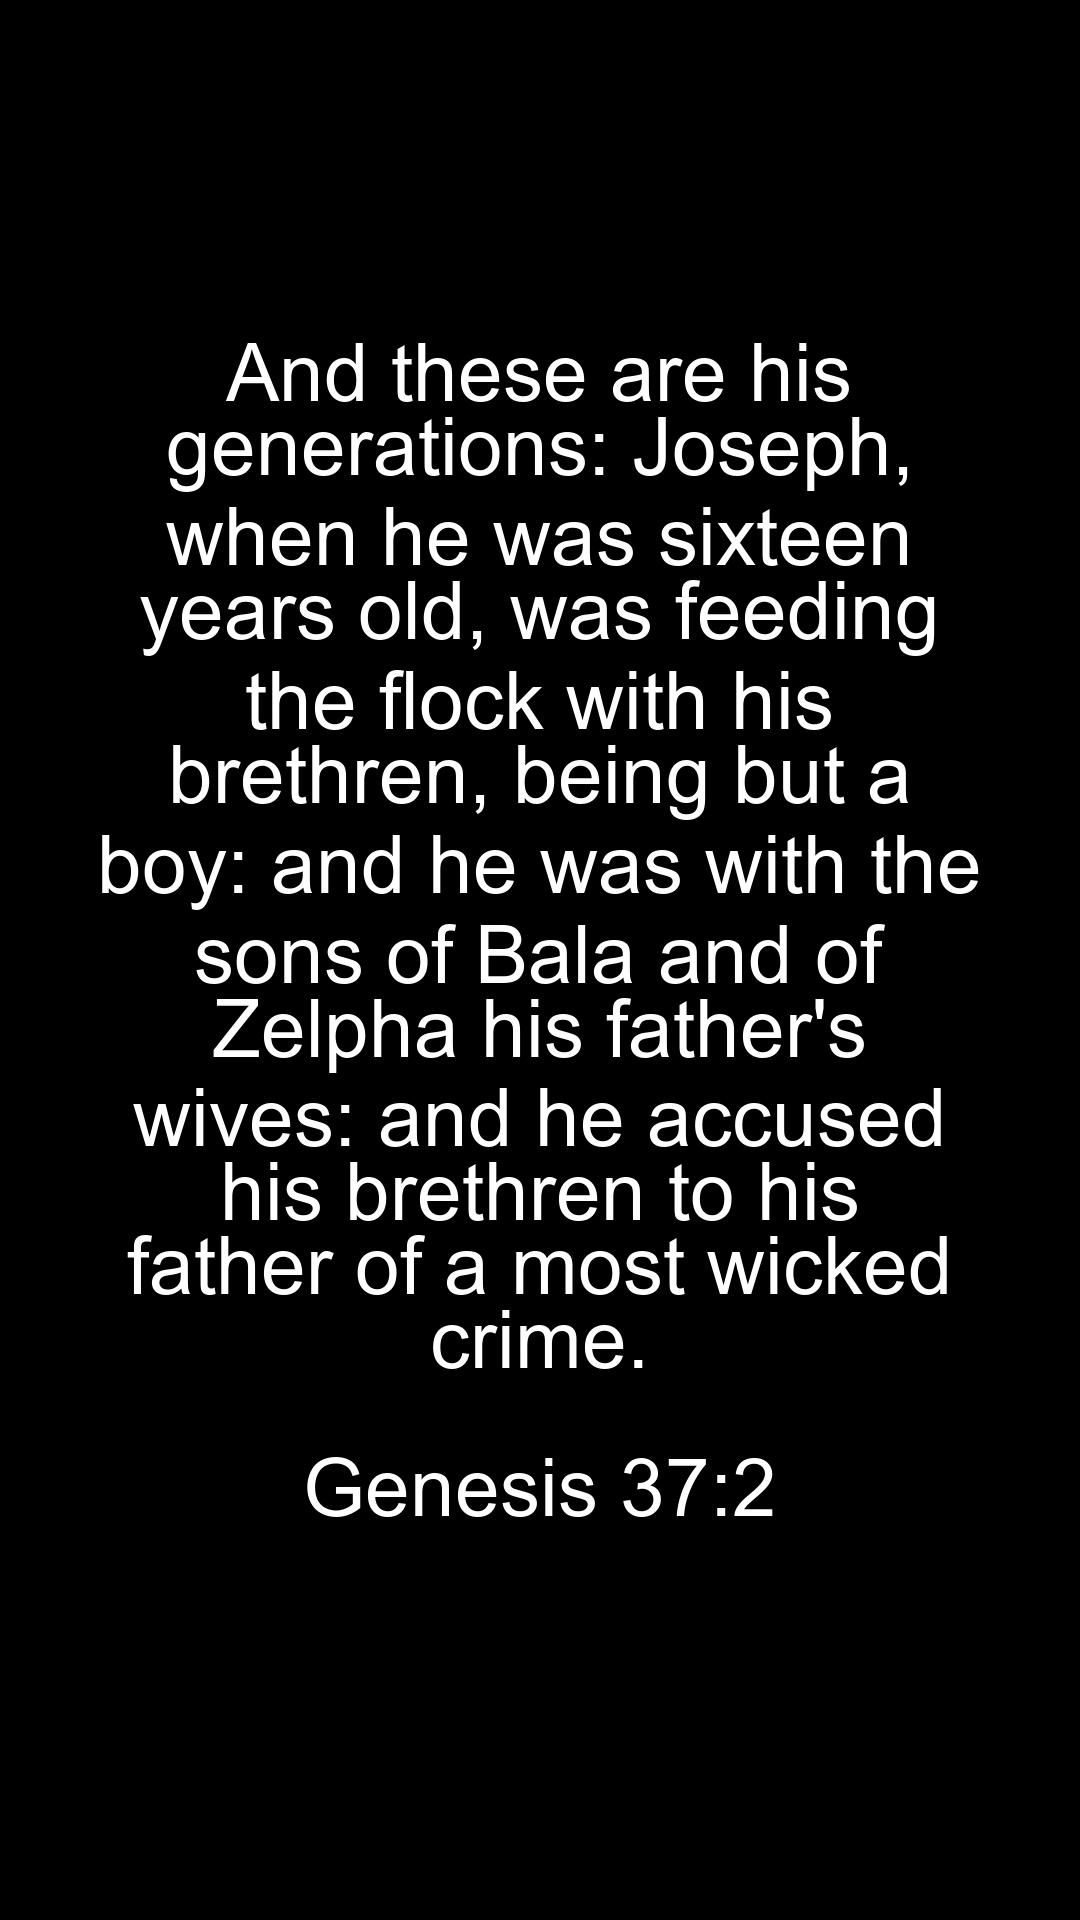 And these are his
generations: Joseph,
when he was sixteen
years old, was feeding
the flock with his
brethren, being but a
boy: and he was with the
sons of Bala and of
Zelpha his father's
wives: and he accused
his brethren to his
father of a most wicked
crime.
Genesis 37:2